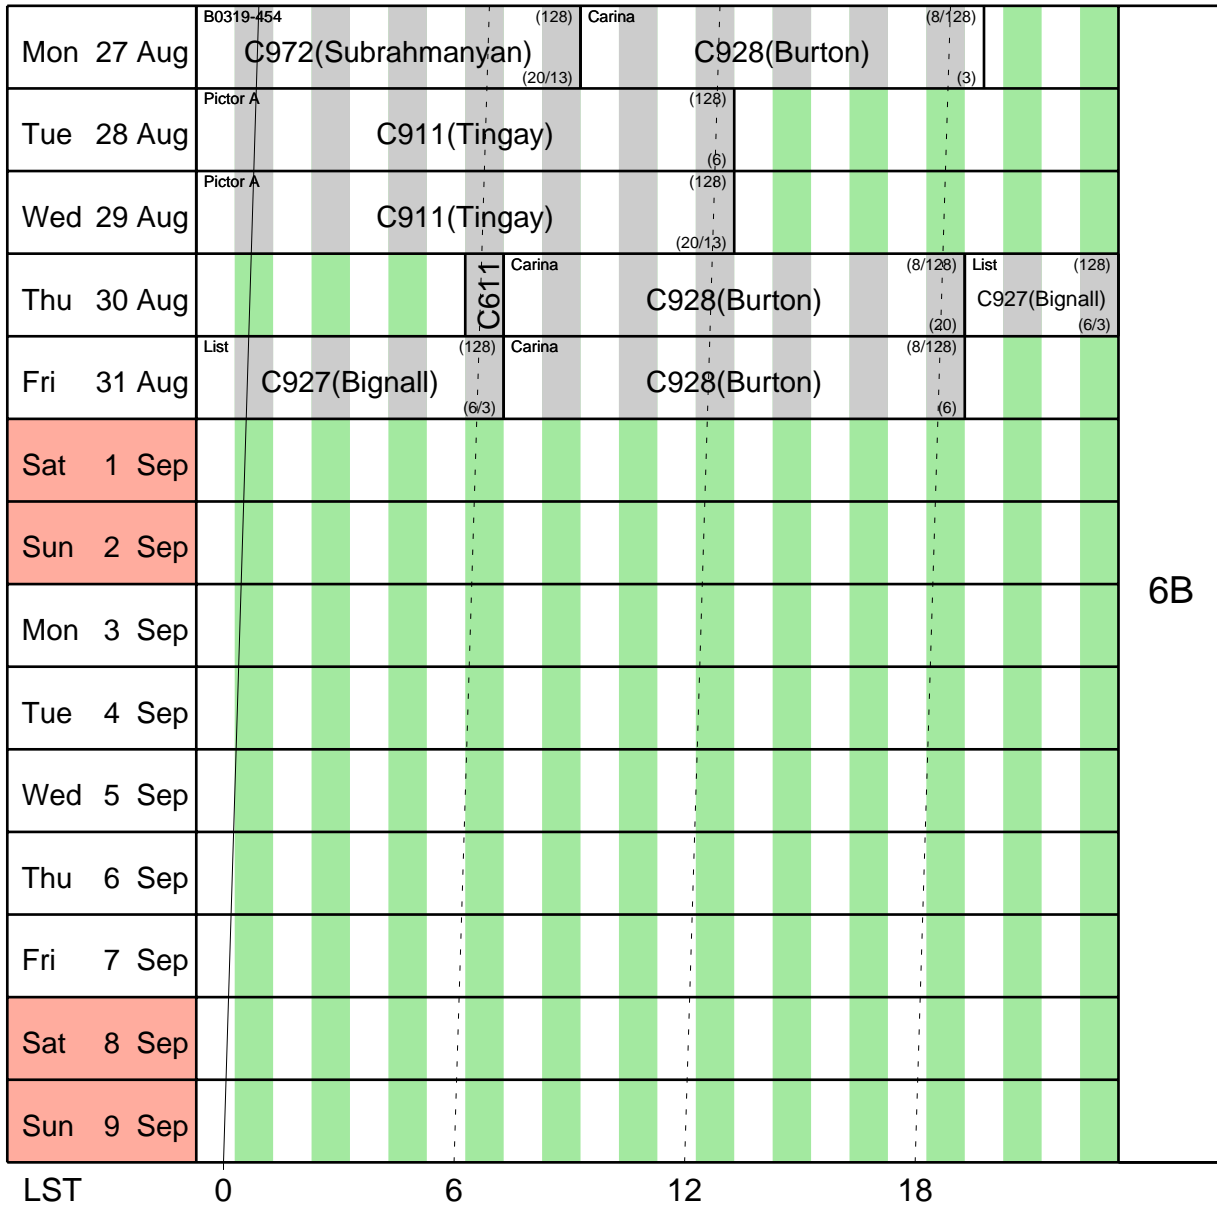 Mon 27 Aug
B0319-454 (128)
C972(Subrahmanyan)
(20/13)
Carina (8/128)
C928(Burton)
(3)
Tue 28 Aug
Pictor A (128)
C911(Tingay)
(6)
Wed 29 Aug
Pictor A (128)
C911(Tingay)
(20/13)
Thu 30 Aug
C611
Carina (8/128)
C928(Burton)
(20)
List (128)
C927(Bignall)
(6/3)
Fri 31 Aug
List (128)
C927(Bignall)
(6/3)
Carina (8/128)
C928(Burton)
(6)
Sat 1 Sep
Sun 2 Sep
Mon 3 Sep
6B
Tue 4 Sep
Wed 5 Sep
Thu 6 Sep
Fri 7 Sep
Sat 8 Sep
Sun 9 Sep
LST 0 6 12 18